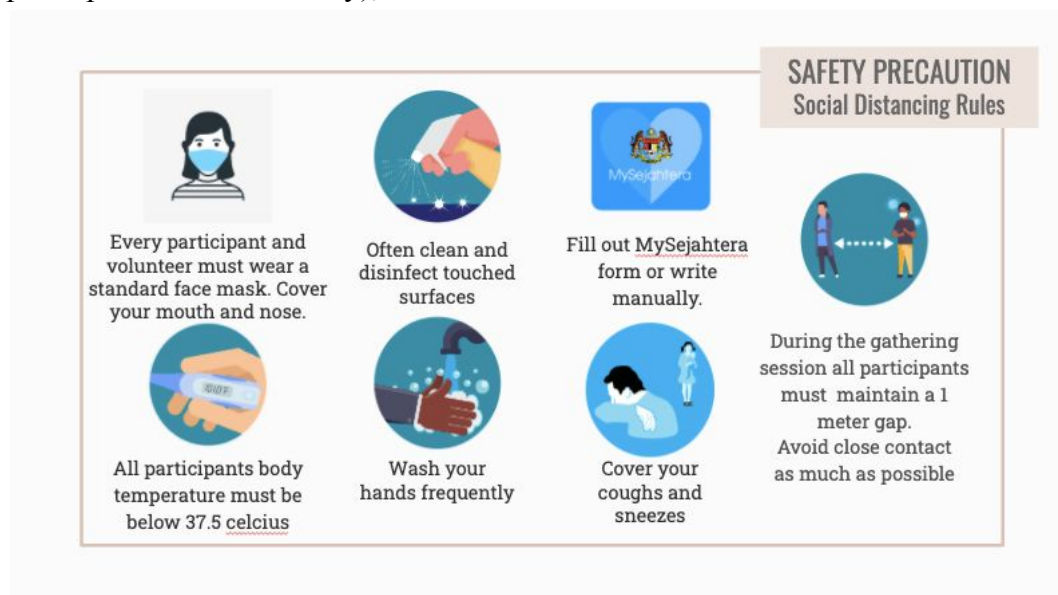 SAFETY PRECAUTION
Social Distancing Rules
Every participant and
volunteer must wear a
standard face mask. Cover
your mouth and nose.
Often clean and
disinfect touched
surfaces
MySejahtera
Fill out MySejahtera
form or write
manually.
During the gathering
session all participants
must maintain a 1
meter gap.
Avoid close contact
as much as possible
All participants body
temperature must be
below 37.5 celcius
Wash your
hands frequently
Cover your
coughs and
sneezes